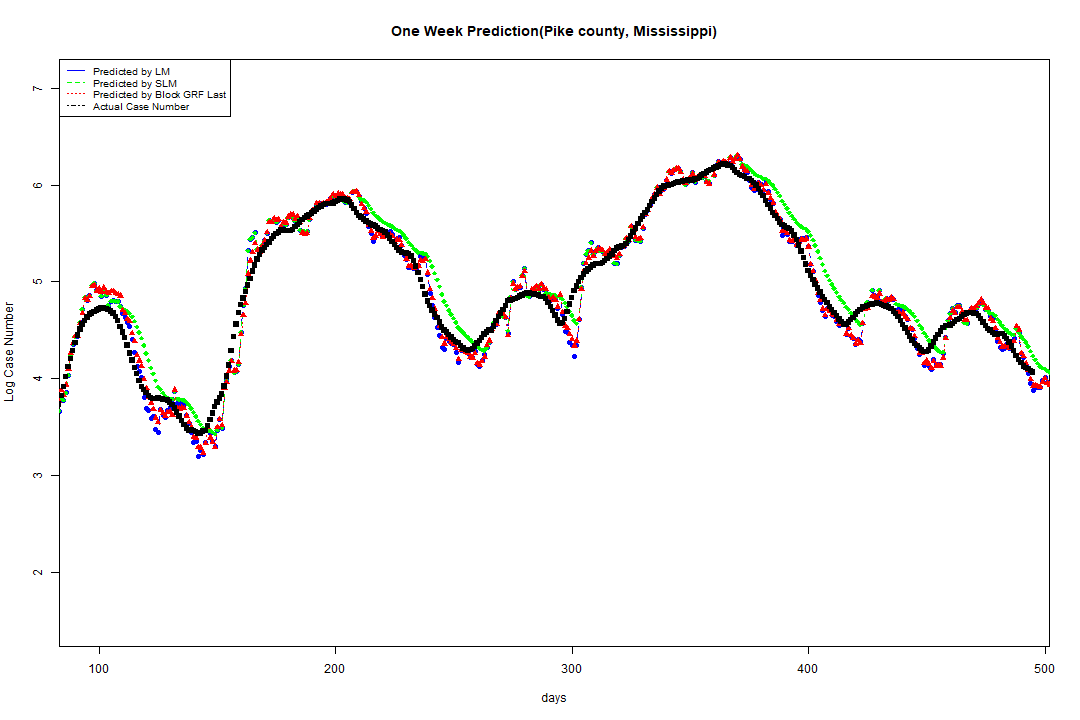 One Week Prediction(Pike county, Mississippi)
Predicted by LM
Predicted by SLM
Predicted by Block GRF Last
Actual Case Number
7
6
5
4
3
2
Log Case Number
100 200 300 400 500
days